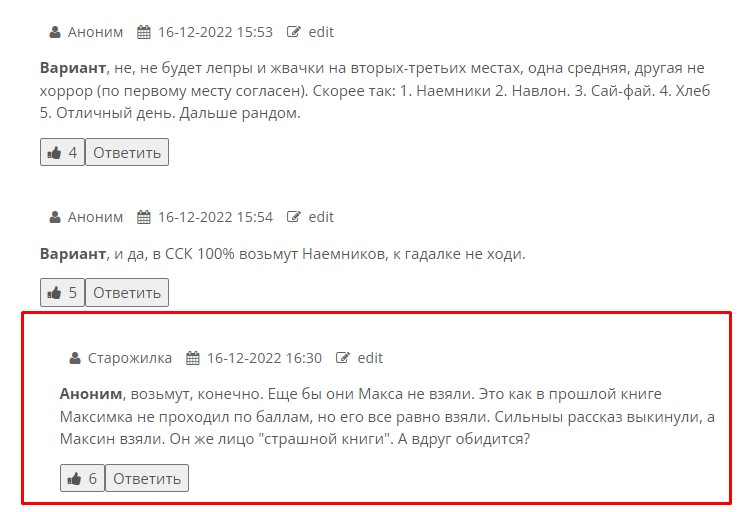 Аноним 16-12-2022 15:53 edit
Вариант, не, не будет лепры и жвачки на вторых-третьих местах, одна средняя, другая не
хоррор (по первому месту согласен). Скорее так: 1. Наемники 2. Навлон. 3. Сай-фай. 4. Хлеб
5. Отличный день. Дальше рандом.
4 Ответить
Аноним 16-12-2022 15:54 edit
Вариант, и да, в ССК 100% возьмут Наемников, к гадалке не ходи.
5 Ответить
Старожилка 16-12-2022 16:30 edit
Аноним, возьмут, конечно. Еще бы они Макса не взяли. Это как в прошлой книге
Максимка не проходил по баллам, но его все равно взяли. Сильныы рассказ выкинули, а
Максин взяли. Он же лицо "страшной книги". А вдруг обидится?
6 Ответить